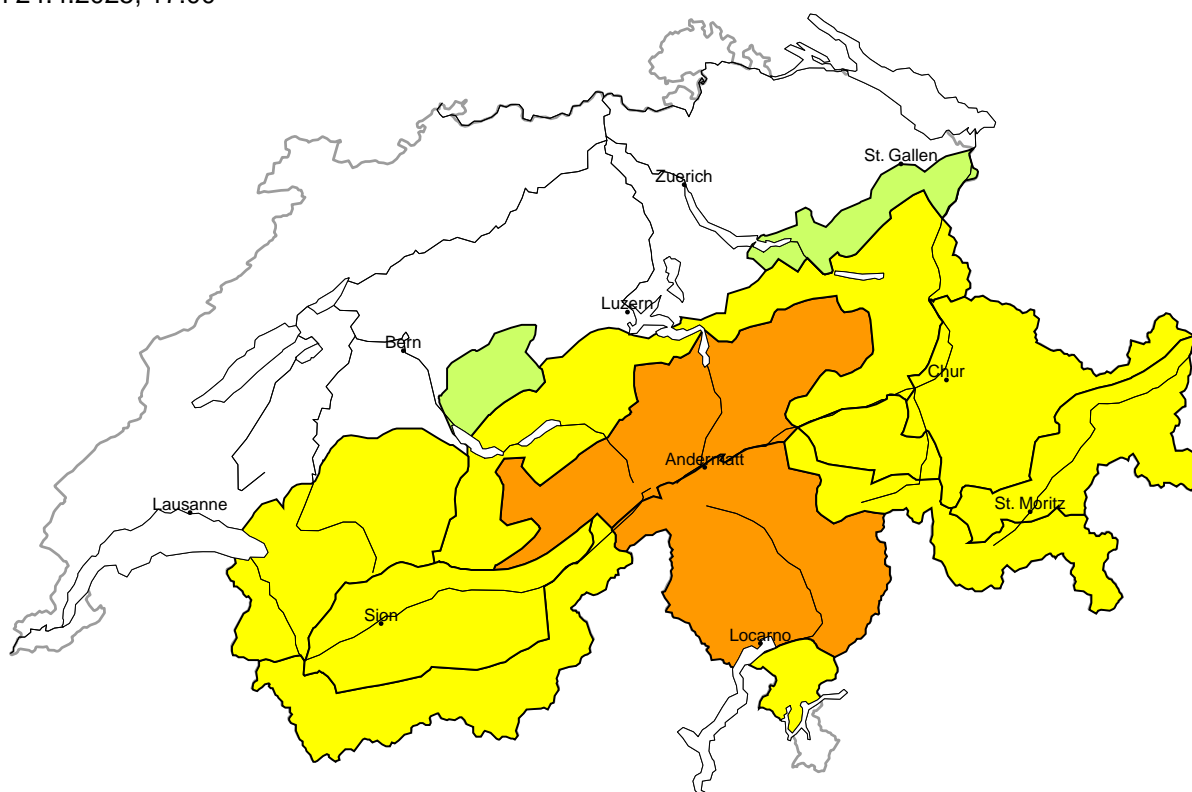 St. Gallen
Zuerich
Luzern
Bern
Chur
Andermatt
Lausanne
St. Moritz
Sion
Locarno